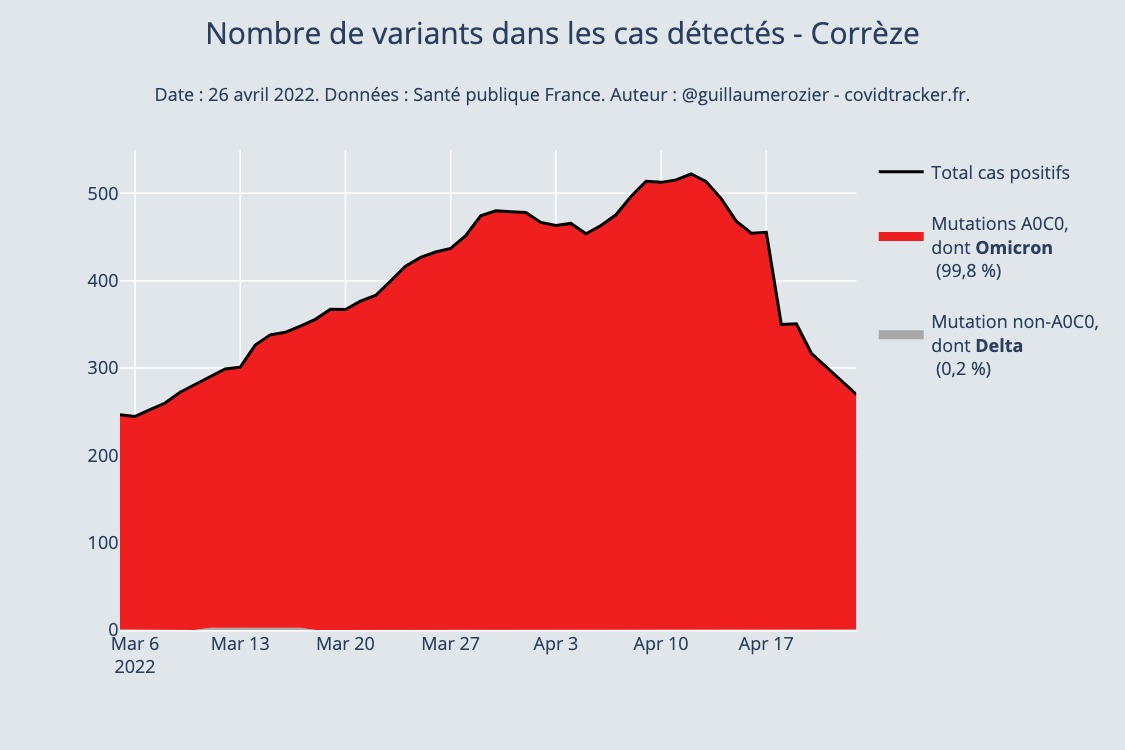 Nombre de variants dans les cas détectés - Corrèze
Date : 26 avril 2022. Données : Santé publique France. Auteur : @guillaumerozier - covidtracker.fr.
500
400
300
200
100
0
Mar 6
2022
Mar 13
Mar 20
Mar 27
Apr 3
Apr 10
Apr 17
Total cas positifs
Mutations A0C0,
dont Omicron
(99,8 %)
Mutation non-A0C0,
dont Delta
(0,2 %)